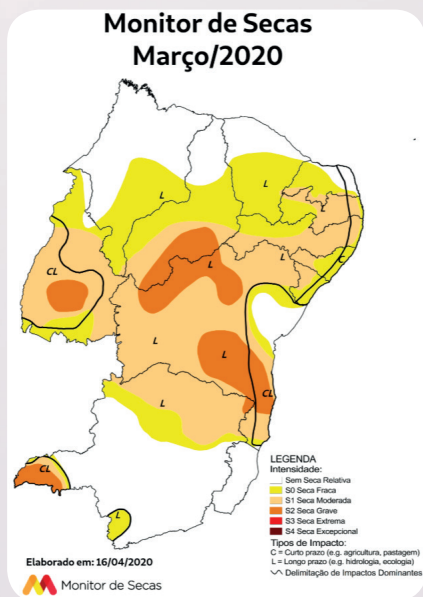 Monitor de Secas
Março/2020
L
L
L
L
C
CL
L
L
L
L
CL
L
LEGENDA
Intensidade:
Sem Seca Relativa
S0 Seca Fraca
S1 Seca Moderada
S2 Seca Grave
S3 Seca Extrema
S4 Seca Excepcional
Tipos de Impacto:
C = Curto prazo (e.g. agricultura, pastagem)
L = Longo prazo (e.g. hidrologia, ecologia)
Delimitação de Impactos Dominantes
Elaborado em: 16/04/2020
Monitor de Secas